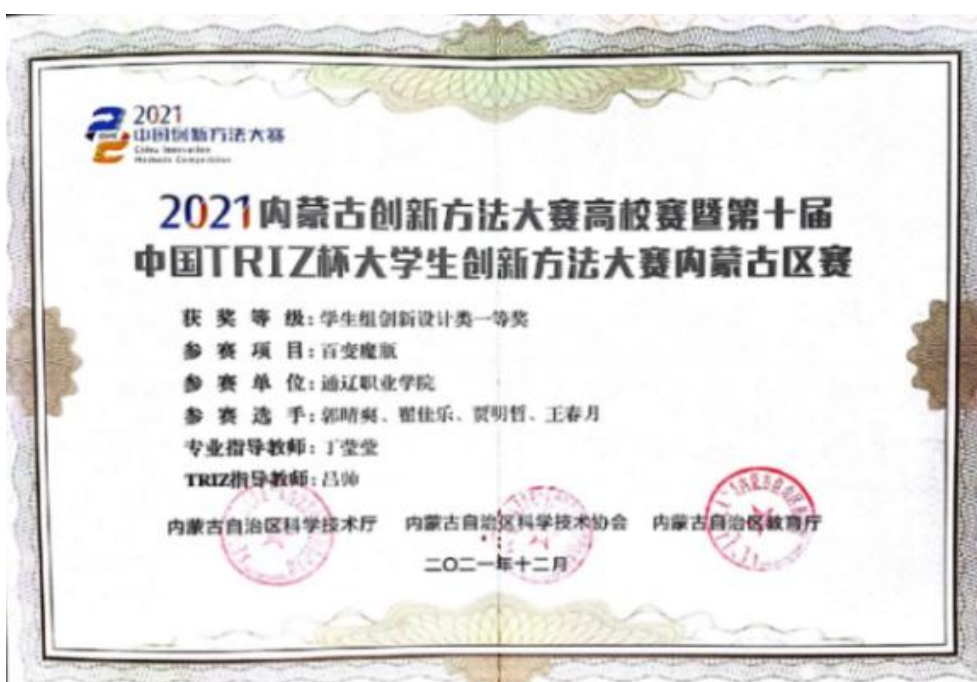 2021
中国创新方法大赛
China Innovation
Methods Competition
2021内蒙古创新方法大赛高校赛暨第十届
中国TRIZ杯大学生创新方法大赛内蒙古区赛
获奖等级:学生组创新设计类一等奖
参赛项目:百变魔瓶
参赛单位:通辽职业学院
参赛选手:郭晴爽、翟佳乐、贾明哲、王春月
专业指导教师:丁莹莹
TRIZ指导教师:吕帅
内蒙古自治区科学技术厅 内蒙古自治区科学技术协会 内蒙古自治区教育厅
二〇二一年十二月